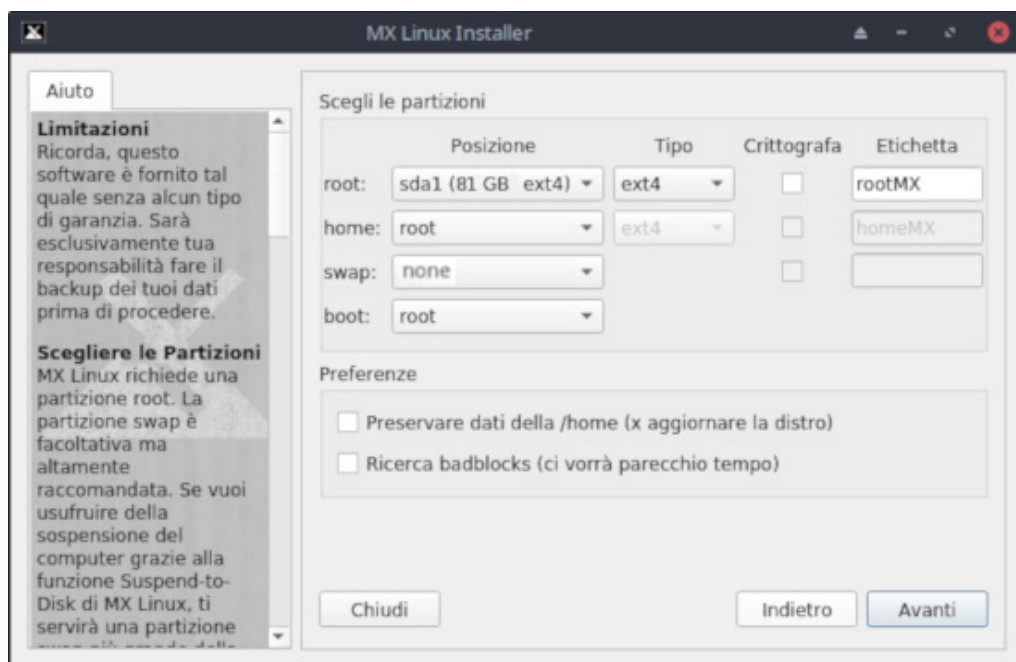 MX Linux Installer
Aiuto
Limitazioni
Ricorda, questo
software è fornito tal
quale senza alcun tipo
di garanzia. Sarà
esclusivamente tua
responsabilità fare il
backup dei tuoi dati
prima di procedere.
Scegliere le Partizioni
MX Linux richiede una
partizione root. La
partizione swap è
facoltativa ma
altamente
raccomandata. Se vuoi
usufruire della
sospensione del
computer grazie alla
funzione Suspend-to-
Disk di MX Linux, ti
servirà una partizione
Scegli le partizioni
Posizione Tipo Crittografa Etichetta
root: sda1 (81 GB ext4) ext4 rootMX
home: root ext4 homeMX
swap: none
boot: root
Preferenze
Preservare dati della /home (x aggiornare la distro)
Ricerca badblocks (ci vorrà parecchio tempo)
Chiudi Indietro Avanti